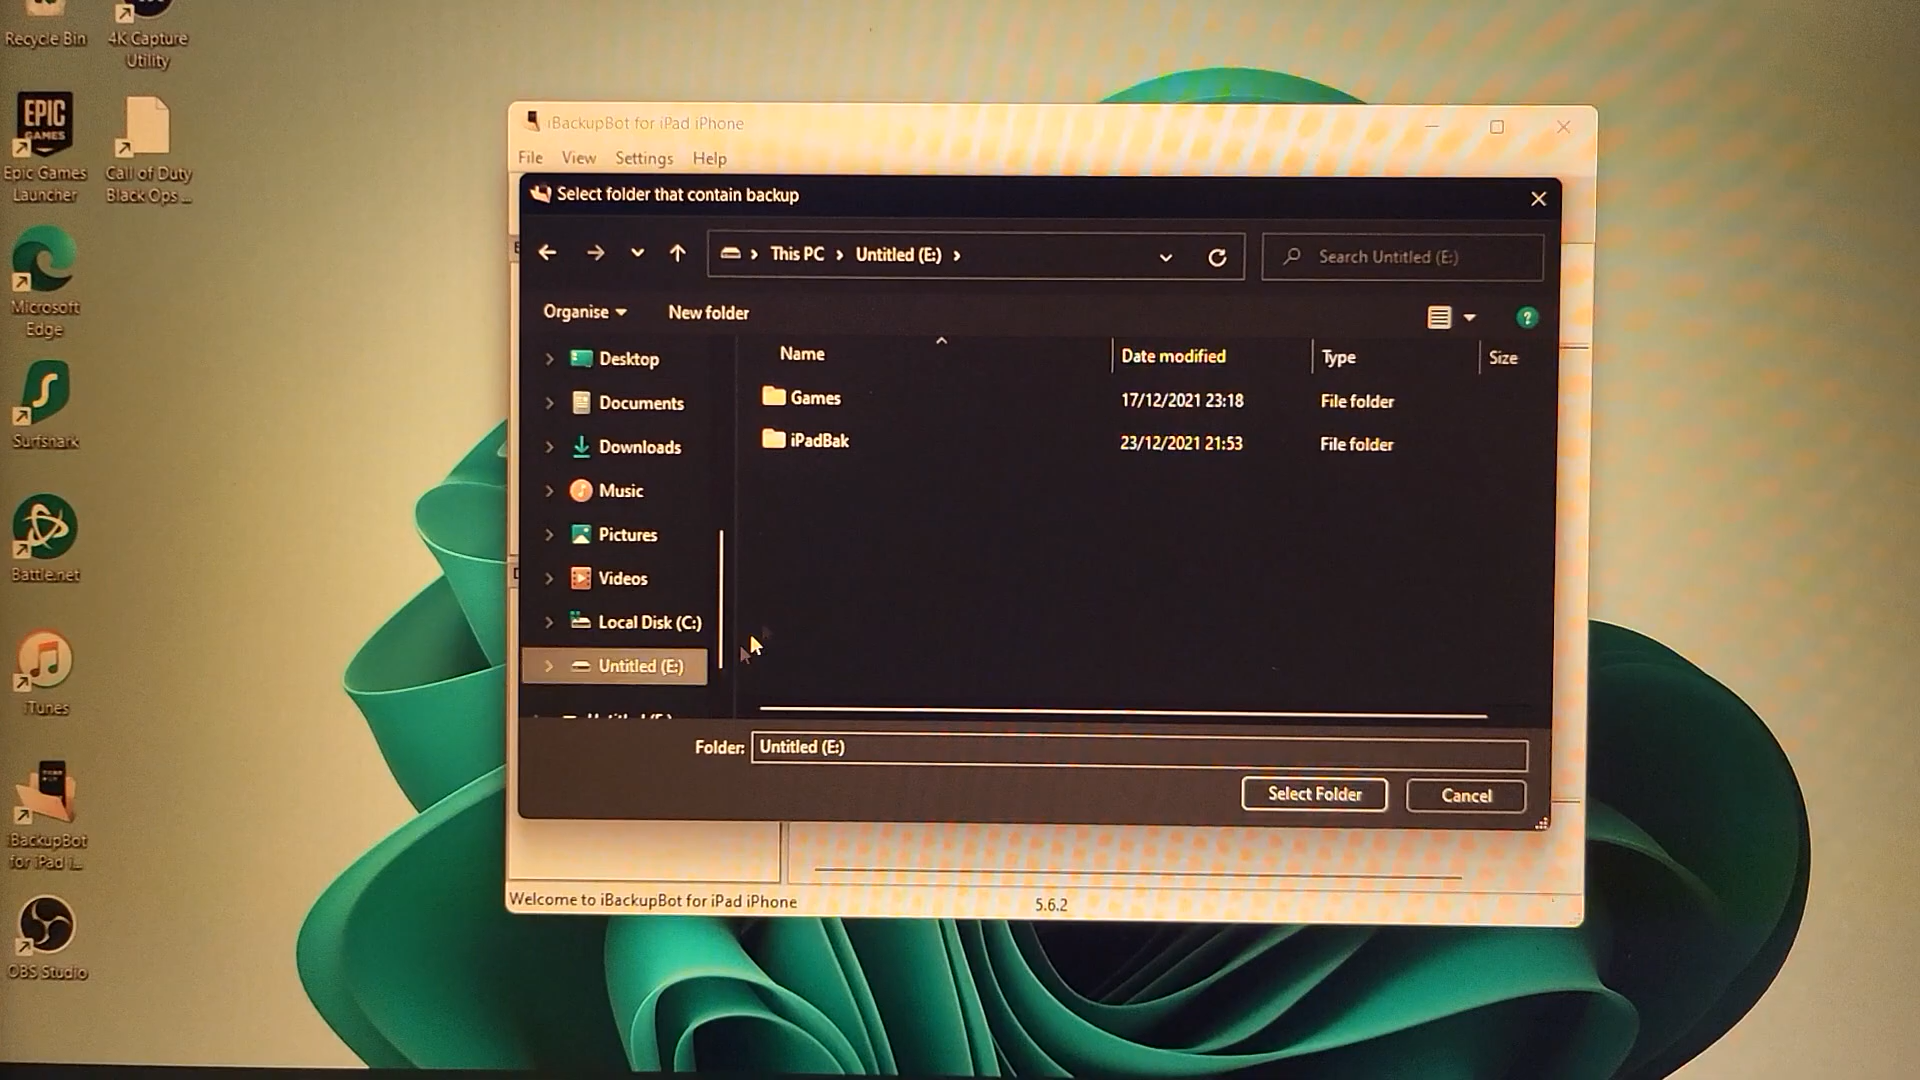 Recycle Bin
4K Capture
Utility
EPIC
GAMES
Epic Games
Launcher
Call of Duty
Black Ops ...
Microsoft
Edge
Surfshark
Battle.net
iTunes
iBackupBot
for iPad i...
OBS Studio
iBackupBot for iPad iPhone
File View Settings Help
Select folder that contain backup
This PC Untitled (E:)
Search Untitled (E:)
Organise New folder
Name Date modified Type Size
Games 17/12/2021 23:18 File folder
iPadBak 23/12/2021 21:53 File folder
Desktop
Documents
Downloads
Music
Pictures
Videos
Local Disk (C:)
Untitled (E:)
Folder: Untitled (E:)
Select Folder Cancel
Welcome to iBackupBot for iPad iPhone 5.6.2